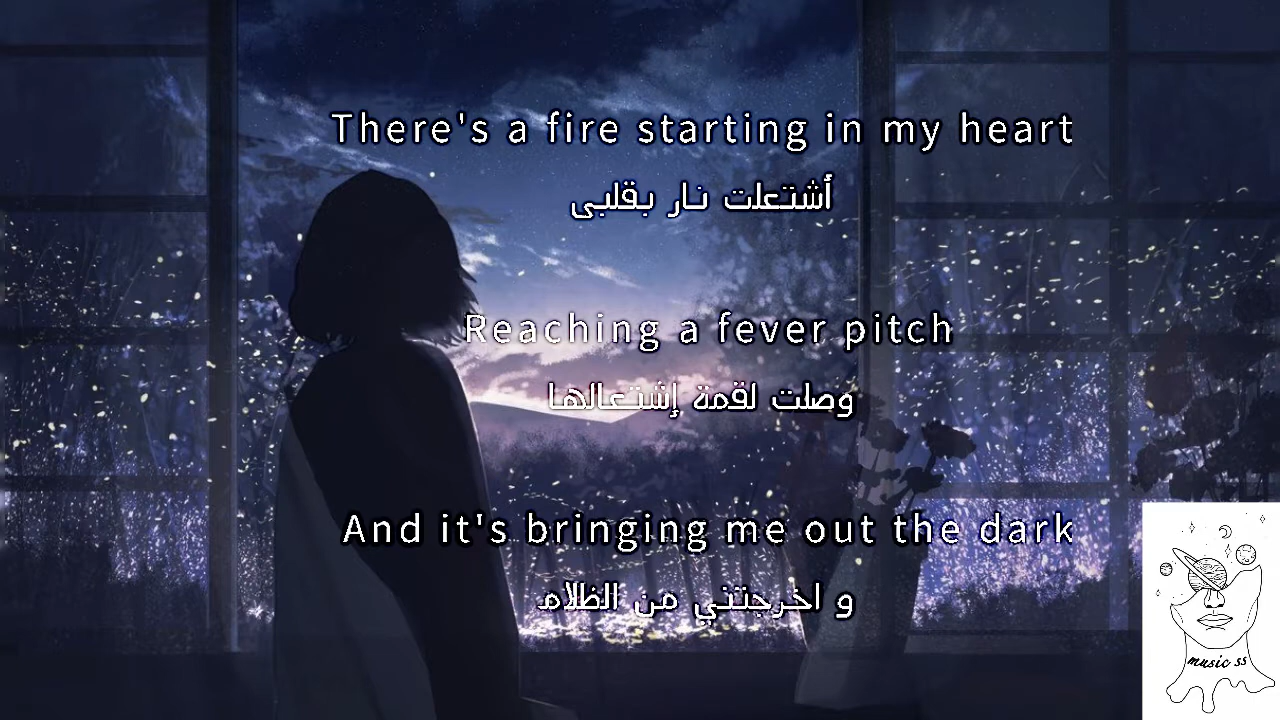 There's a fire starting in my heart
أشتعلت نار بقلبى
Reaching a fever pitch
وصلت لقمة إشتعالها
And it's bringing me out the dark
و اخرجتني من الظلام
music ss